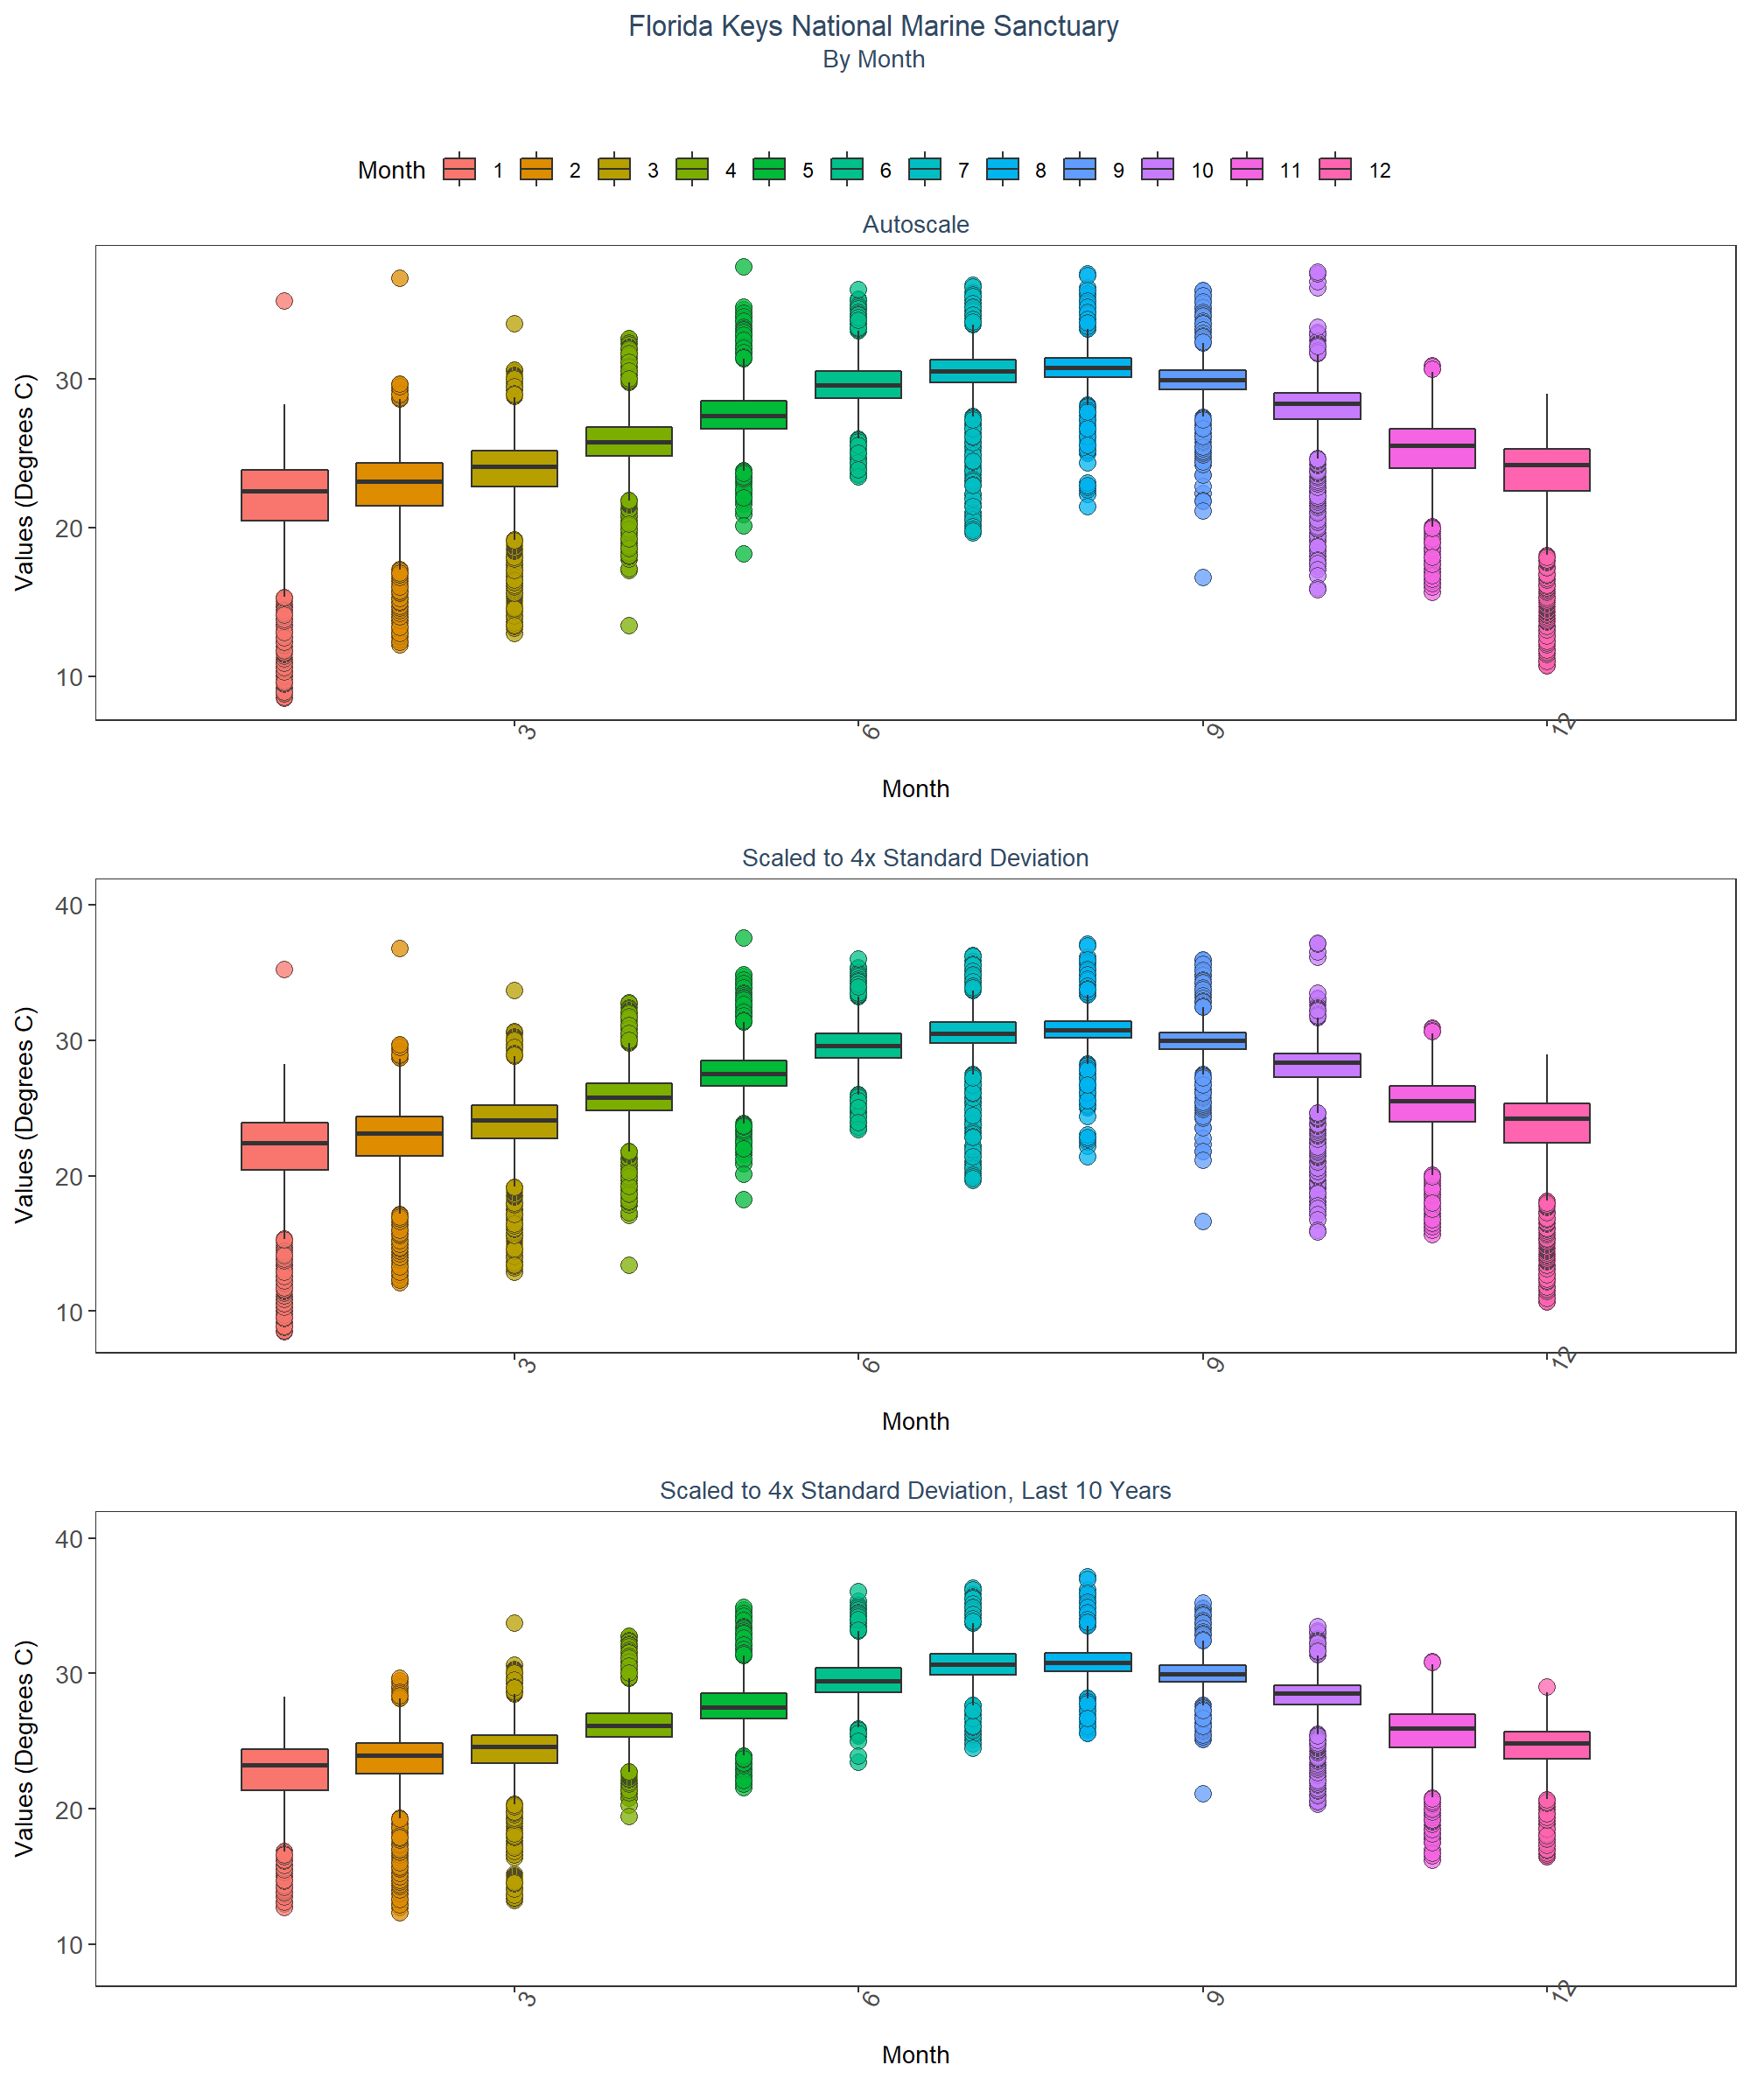 Florida Keys National Marine Sanctuary
By Month
Month 1 2 3 4 5 6 7 8 9 10 11 12
Autoscale
Values (Degrees C)
30
20
10
3 6 9 12
Month
Scaled to 4x Standard Deviation
Values (Degrees C)
40
30
20
10
3 6 9 12
Month
Scaled to 4x Standard Deviation, Last 10 Years
Values (Degrees C)
40
30
20
10
3 6 9 12
Month